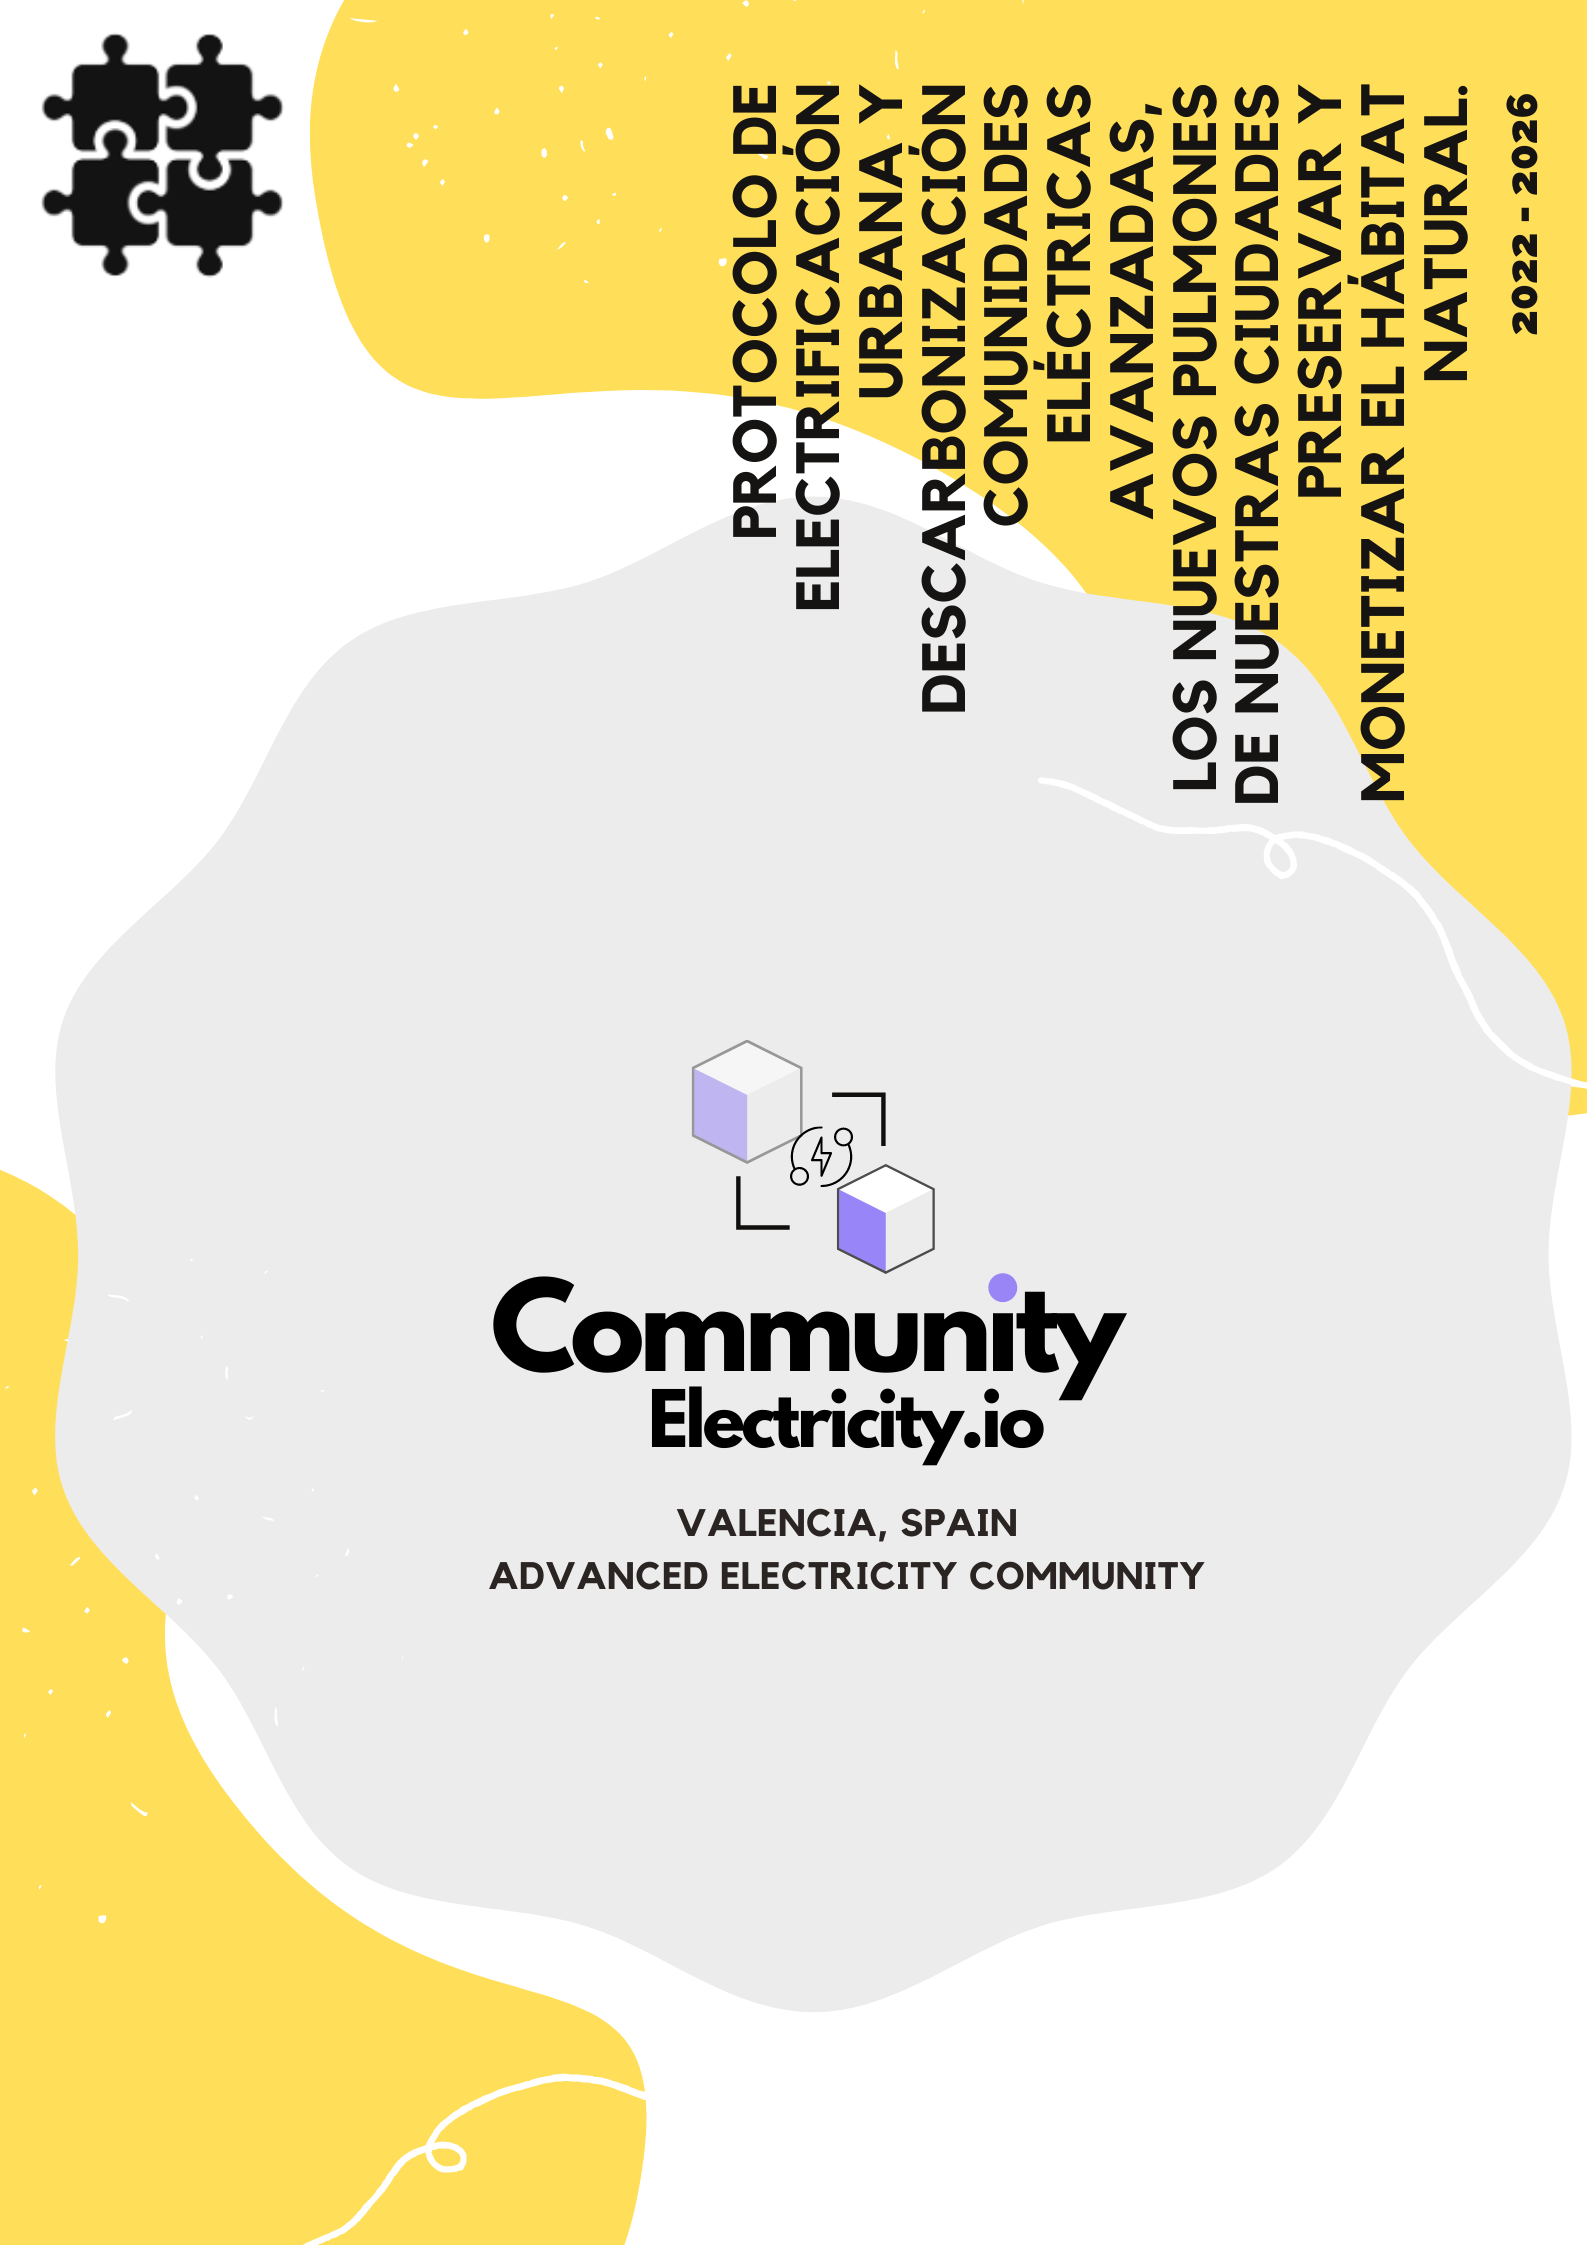 PROTOCOLO DE
ELECTRIFICACIÓN
URBANA Y
DESCARBONIZACIÓN
COMUNIDADES
ELÉCTRICAS
AVANZADAS,
LOS NUEVOS PULMONES
DE NUESTRAS CIUDADES
PRESERVAR Y
MONETIZAR EL HÁBITAT
NATURAL.
2022 - 2026
Community
Electricity.io
VALENCIA, SPAIN
ADVANCED ELECTRICITY COMMUNITY